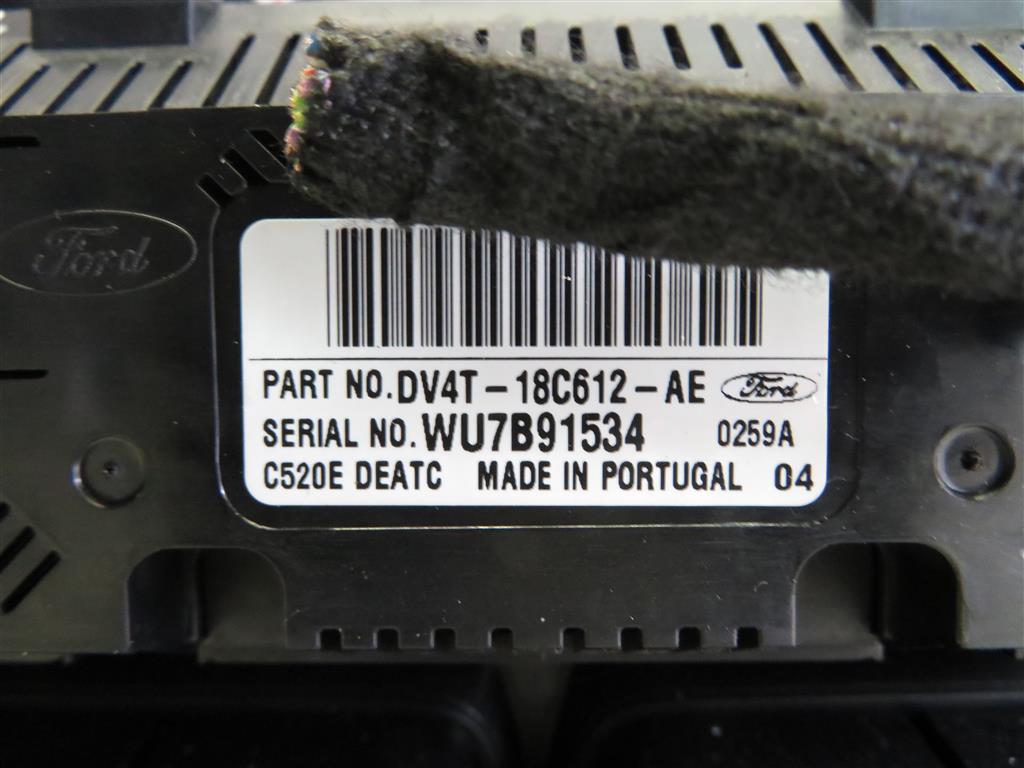 Ford
PART NO. DV4T-18C612-AE Ford
SERIAL NO. WU7B91534 0259A
C520E DEATC MADE IN PORTUGAL 04